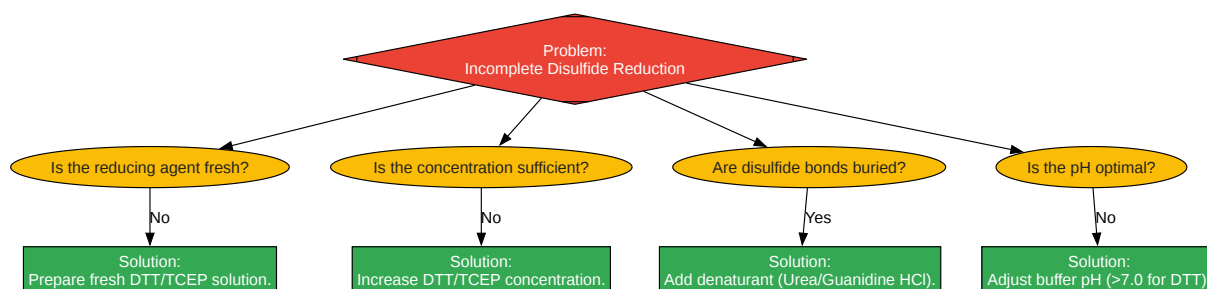 Problem:
Incomplete Disulfide Reduction
Is the reducing agent fresh?
Is the concentration sufficient?
Are disulfide bonds buried?
Is the pH optimal?
No
No
Yes
No
Solution:
Prepare fresh DTT/TCEP solution.
Solution:
Increase DTT/TCEP concentration.
Solution:
Add denaturant (Urea/Guanidine HCl).
Solution:
Adjust buffer pH (>7.0 for DTT)